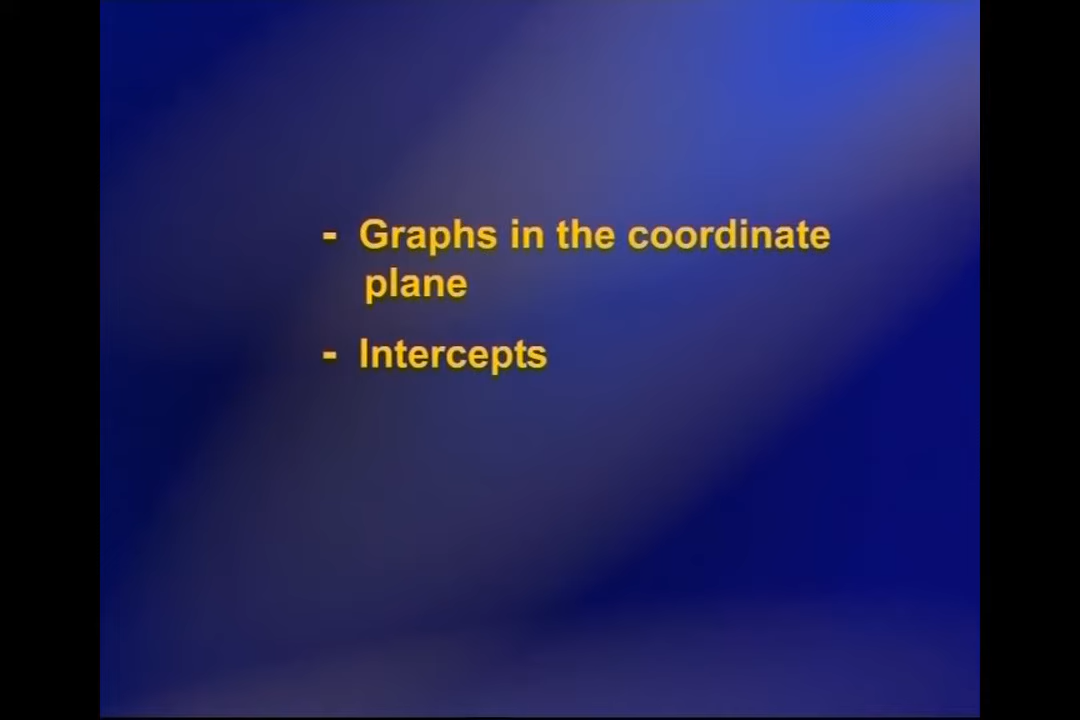 - Graphs in the coordinate
plane
- Intercepts